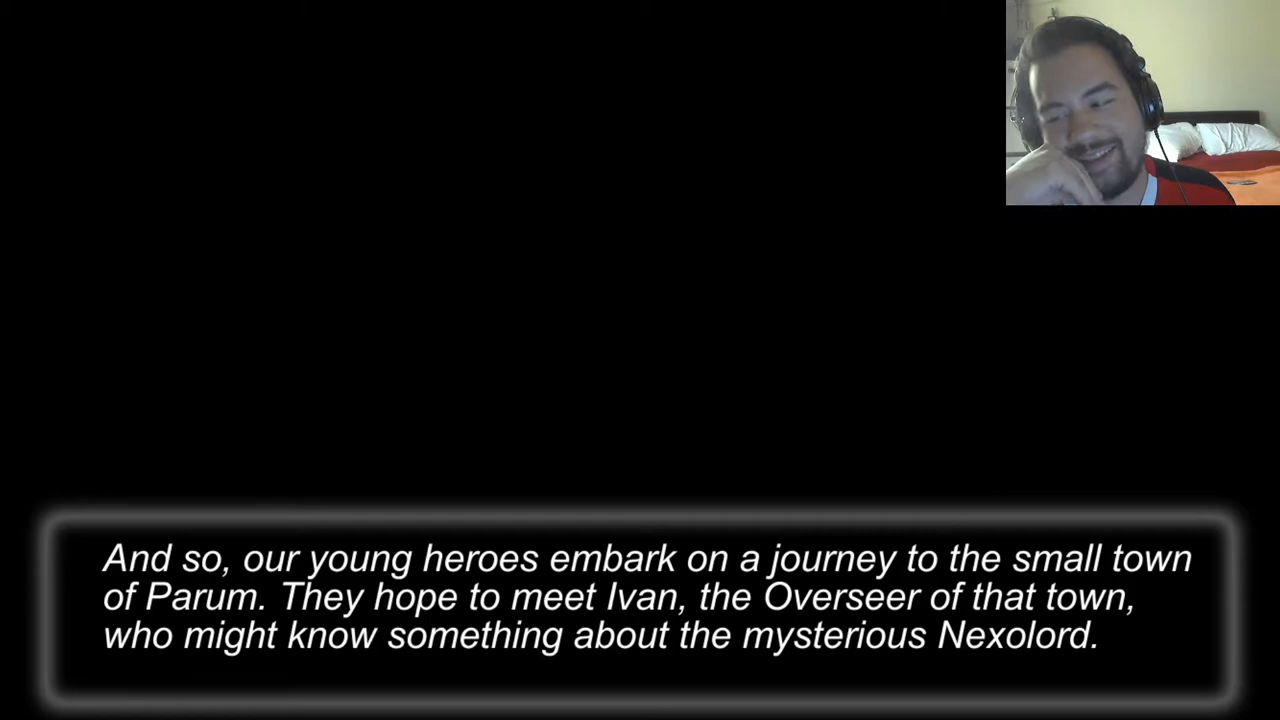 And so, our young heroes embark on a journey to the small town
of Parum. They hope to meet Ivan, the Overseer of that town,
who might know something about the mysterious Nexolord.